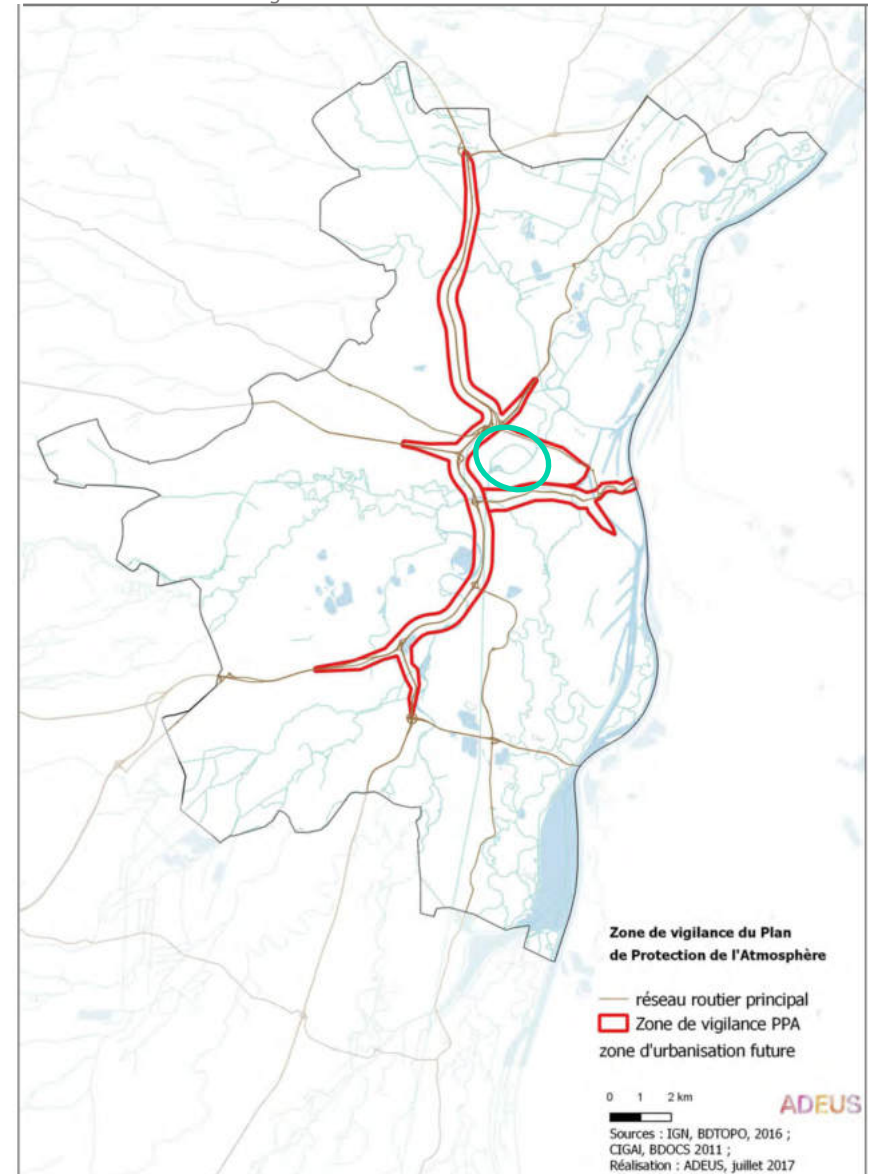 Zone de vigilance du Plan
de Protection de l'Atmosphère
réseau routier principal
Zone de vigilance PPA
zone d'urbanisation future
0 1 2 km
ADEUS
Sources : IGN, BDTOPO, 2016 ;
CIGAL, BDOCS 2011 ;
Réalisation : ADEUS, juillet 2017